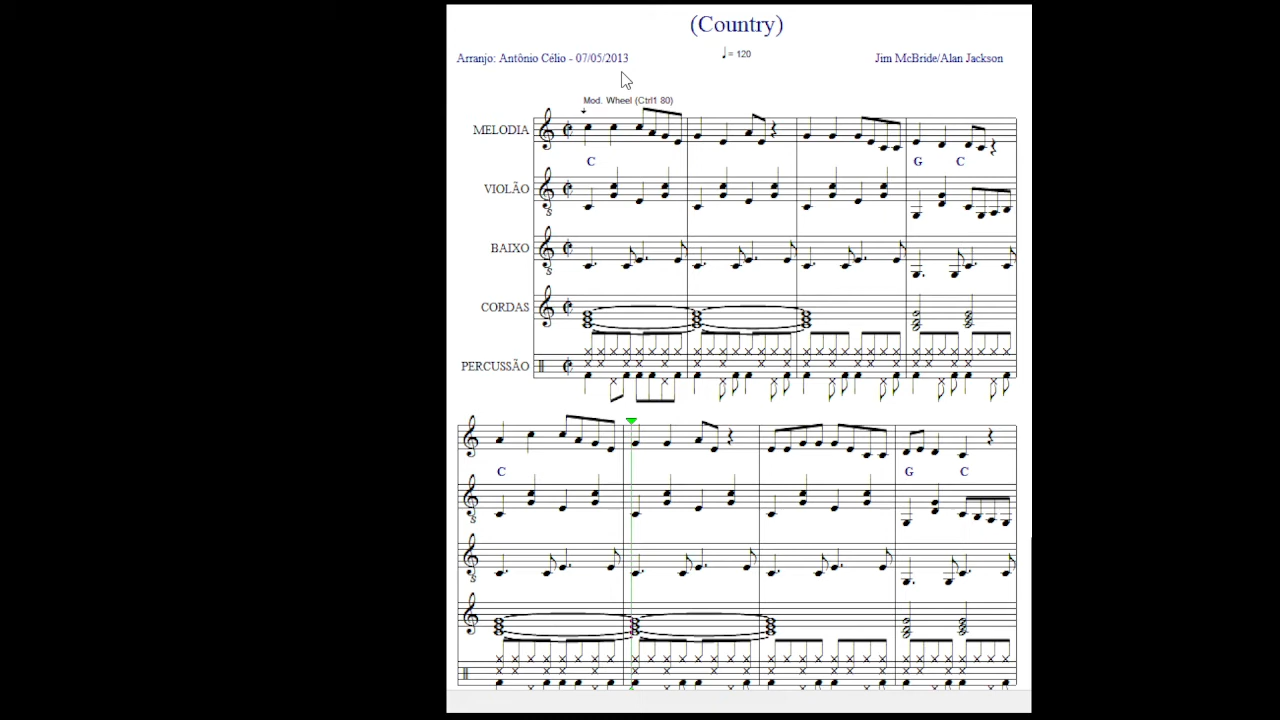 (Country)
♩= 120
Arranjo: Antônio Célio - 07/05/2013
Jim McBride/Alan Jackson
Mod. Wheel (Ctrl1 80)
MELODIA
C G C
VIOLÃO
BAIXO
CORDAS
PERCUSSÃO
C G C